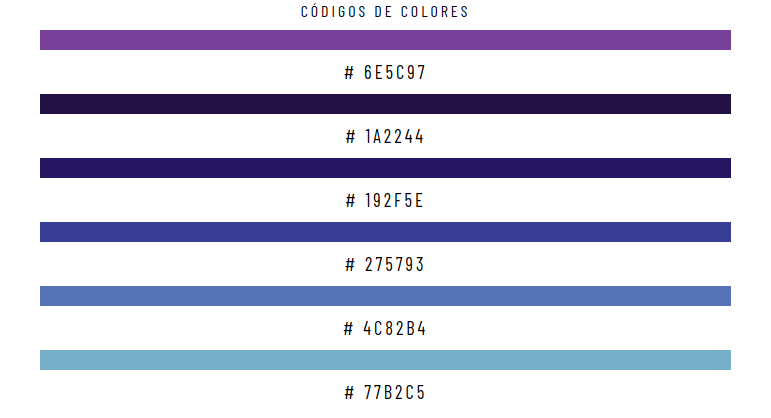 CÓDIGOS DE COLORES
# 6E5C97
# 1A2244
# 192F5E
# 275793
# 4C82B4
# 77B2C5